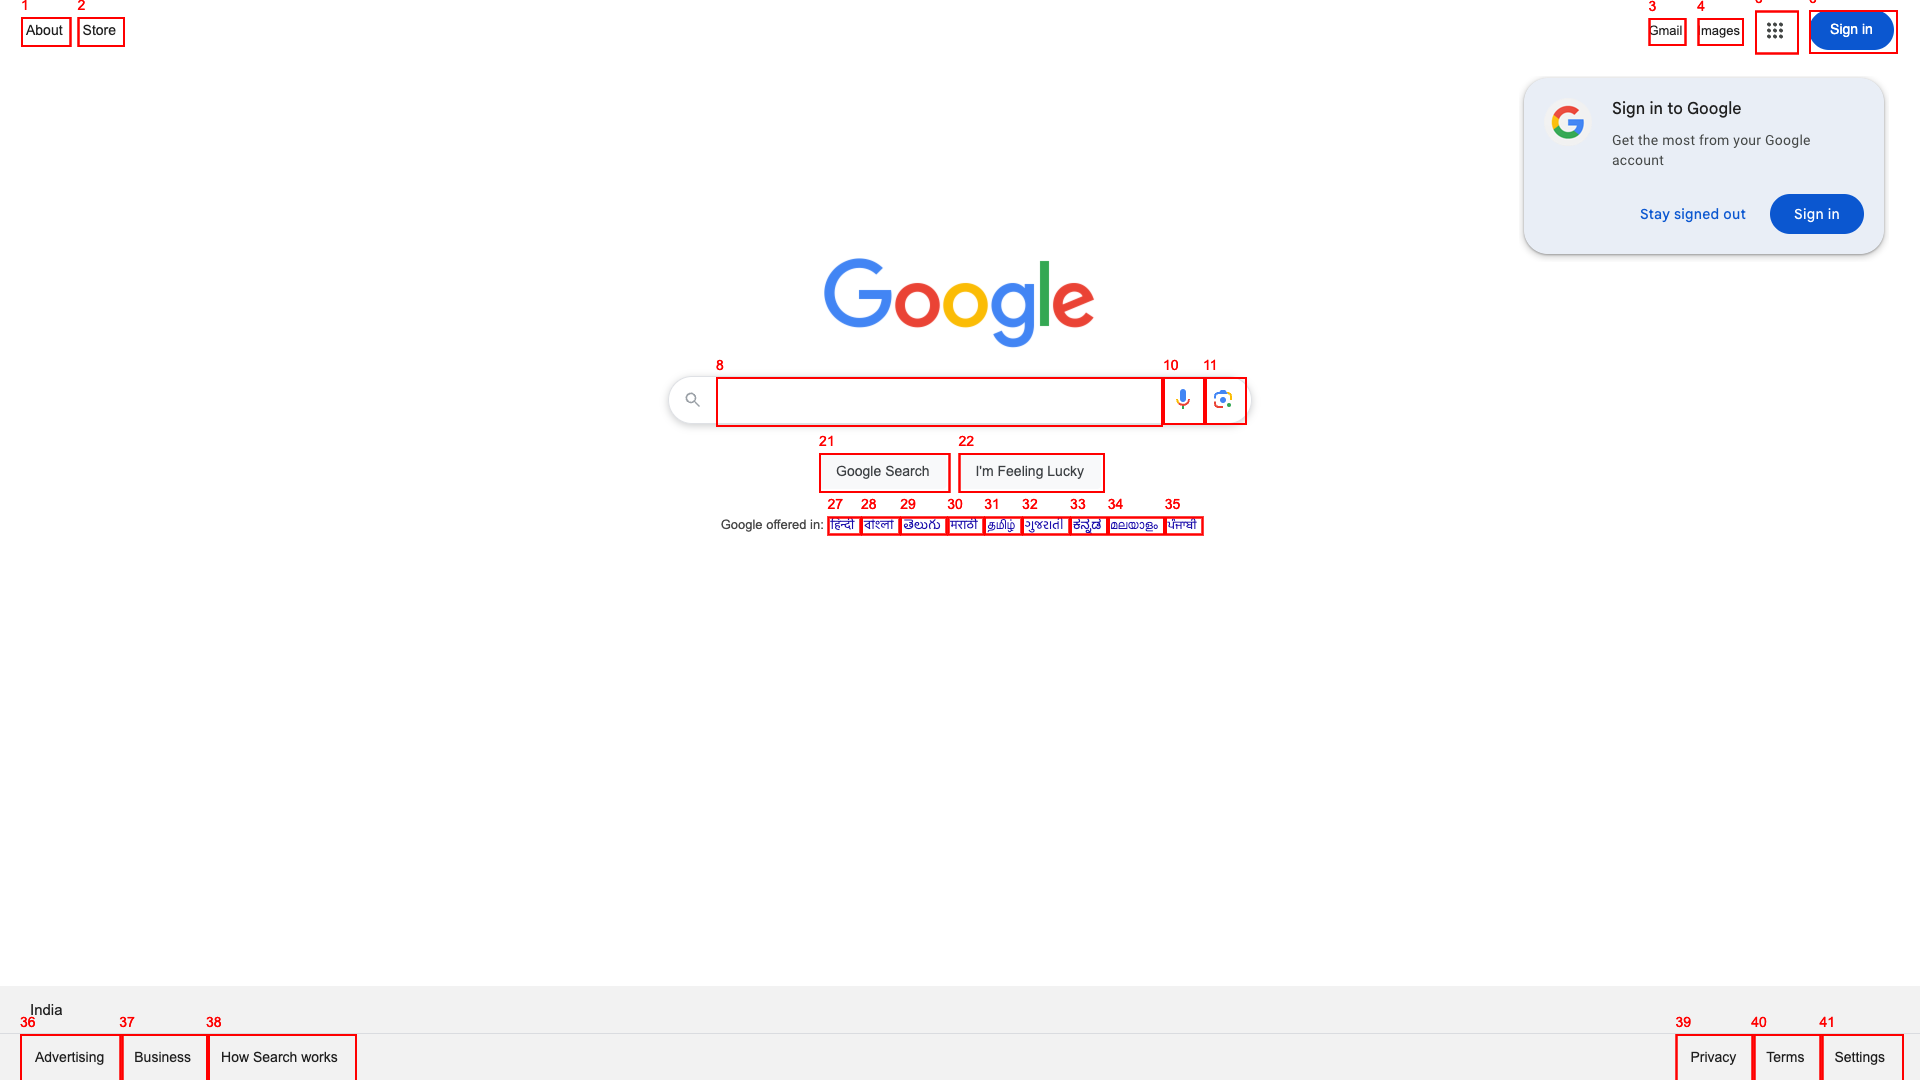 1 2 3 4
About Store Gmail Images Sign in
Sign in to Google
Get the most from your Google
account
Stay signed out Sign in
Google
8 10 11
21 22
Google Search I'm Feeling Lucky
27 28 29 30 31 32 33 34 35
Google offered in: हिन्दी বাংলা తెలుగు मराठी தமிழ் ગુજરાતી ಕನ್ನಡ മലയാളം ਪੰਜਾਬੀ
India
36 37 38 39 40 41
Advertising Business How Search works Privacy Terms Settings